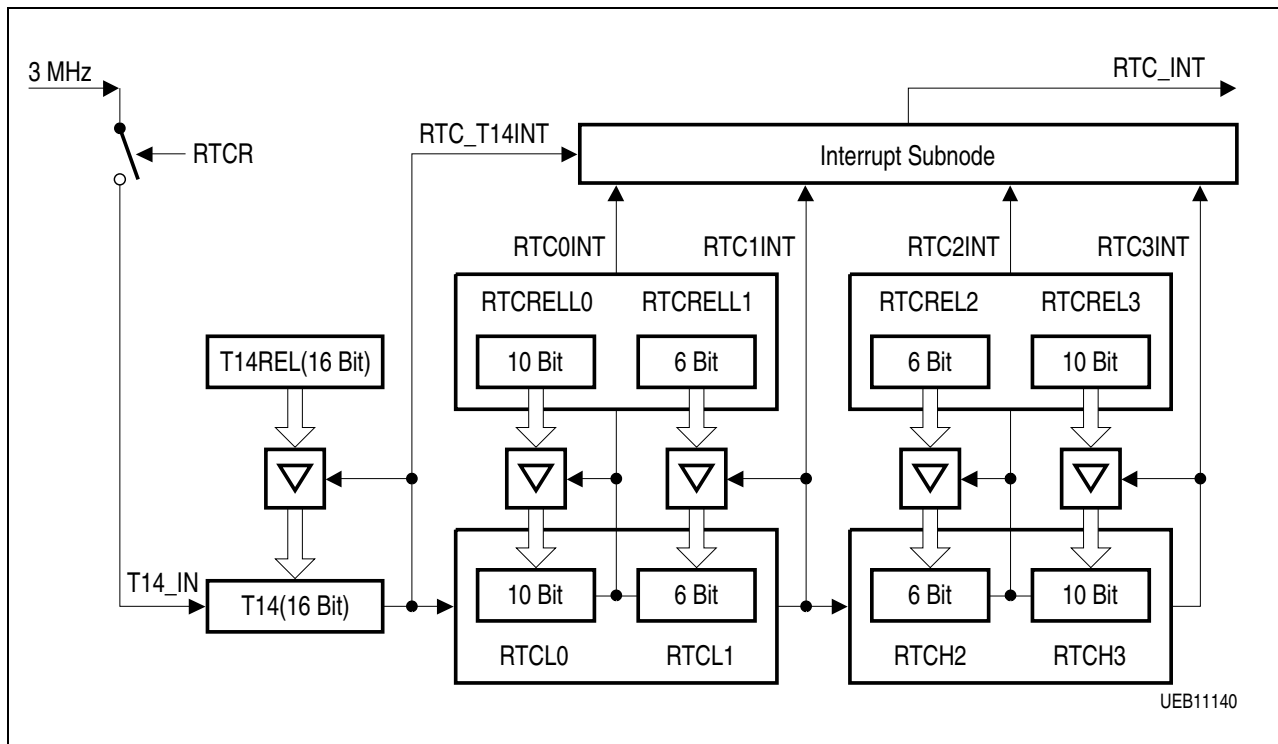 3 MHz
RTC_INT
RTC_T14INT
Interrupt Subnode
RTCR
RTC0INT
RTC1INT
RTC2INT
RTC3INT
RTCRELL0
RTCRELL1
RTCREL2
RTCREL3
T14REL(16 Bit)
10 Bit
6 Bit
6 Bit
10 Bit
T14_IN
T14(16 Bit)
10 Bit
6 Bit
6 Bit
10 Bit
RTCL0
RTCL1
RTCH2
RTCH3
UEB11140